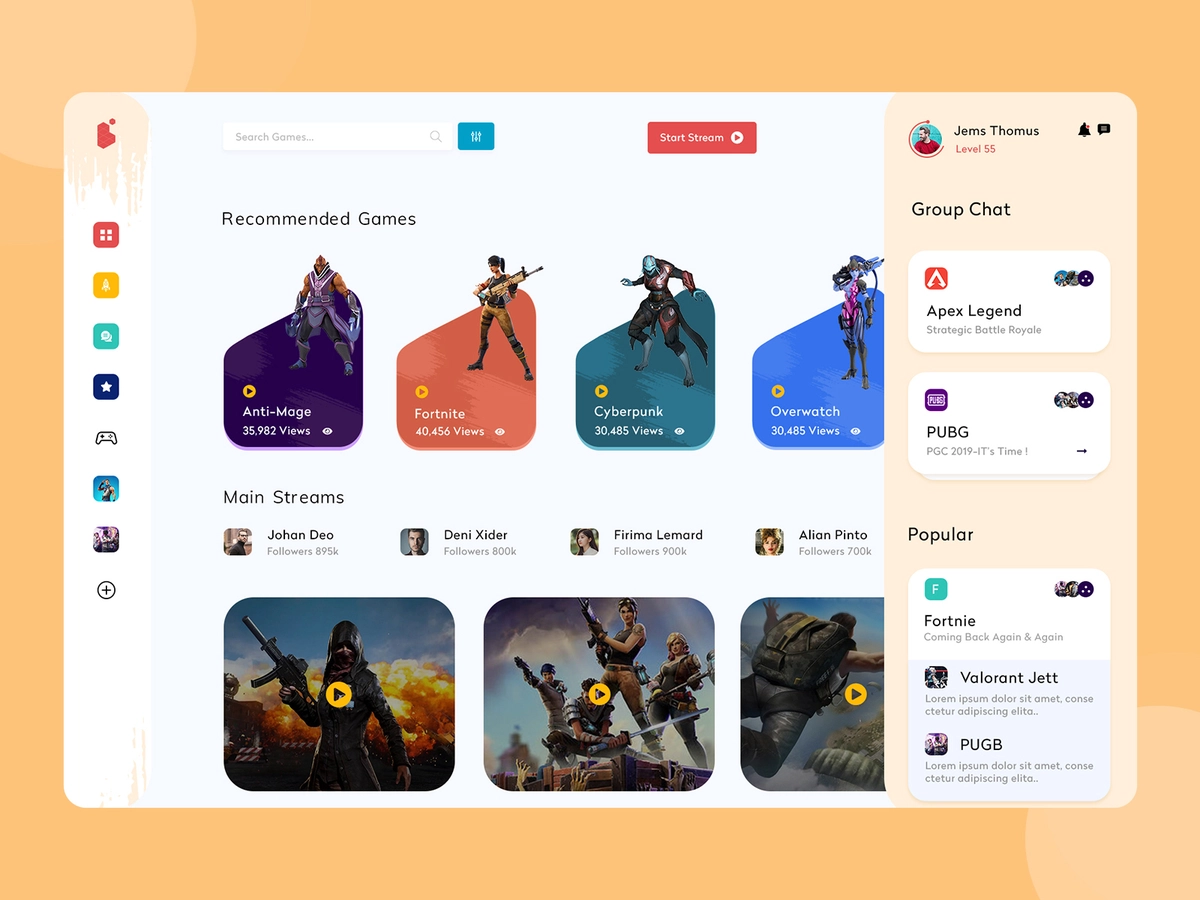 Search Games...
Start Stream
Jems Thomus
Level 55
Recommended Games
Anti-Mage
35,982 Views
Fortnite
40,456 Views
Cyberpunk
30,485 Views
Overwatch
30,485 Views
Main Streams
Johan Deo
Followers 895k
Deni Xider
Followers 800k
Firima Lemard
Followers 900k
Alian Pinto
Followers 700k
Group Chat
Apex Legend
Strategic Battle Royale
PUBG
PUBG
PGC 2019-IT's Time !
Popular
F
Fortnie
Coming Back Again & Again
Valorant Jett
Lorem ipsum dolor sit amet, conse
ctetur adipiscing elita..
PUGB
Lorem ipsum dolor sit amet, conse
ctetur adipiscing elita..